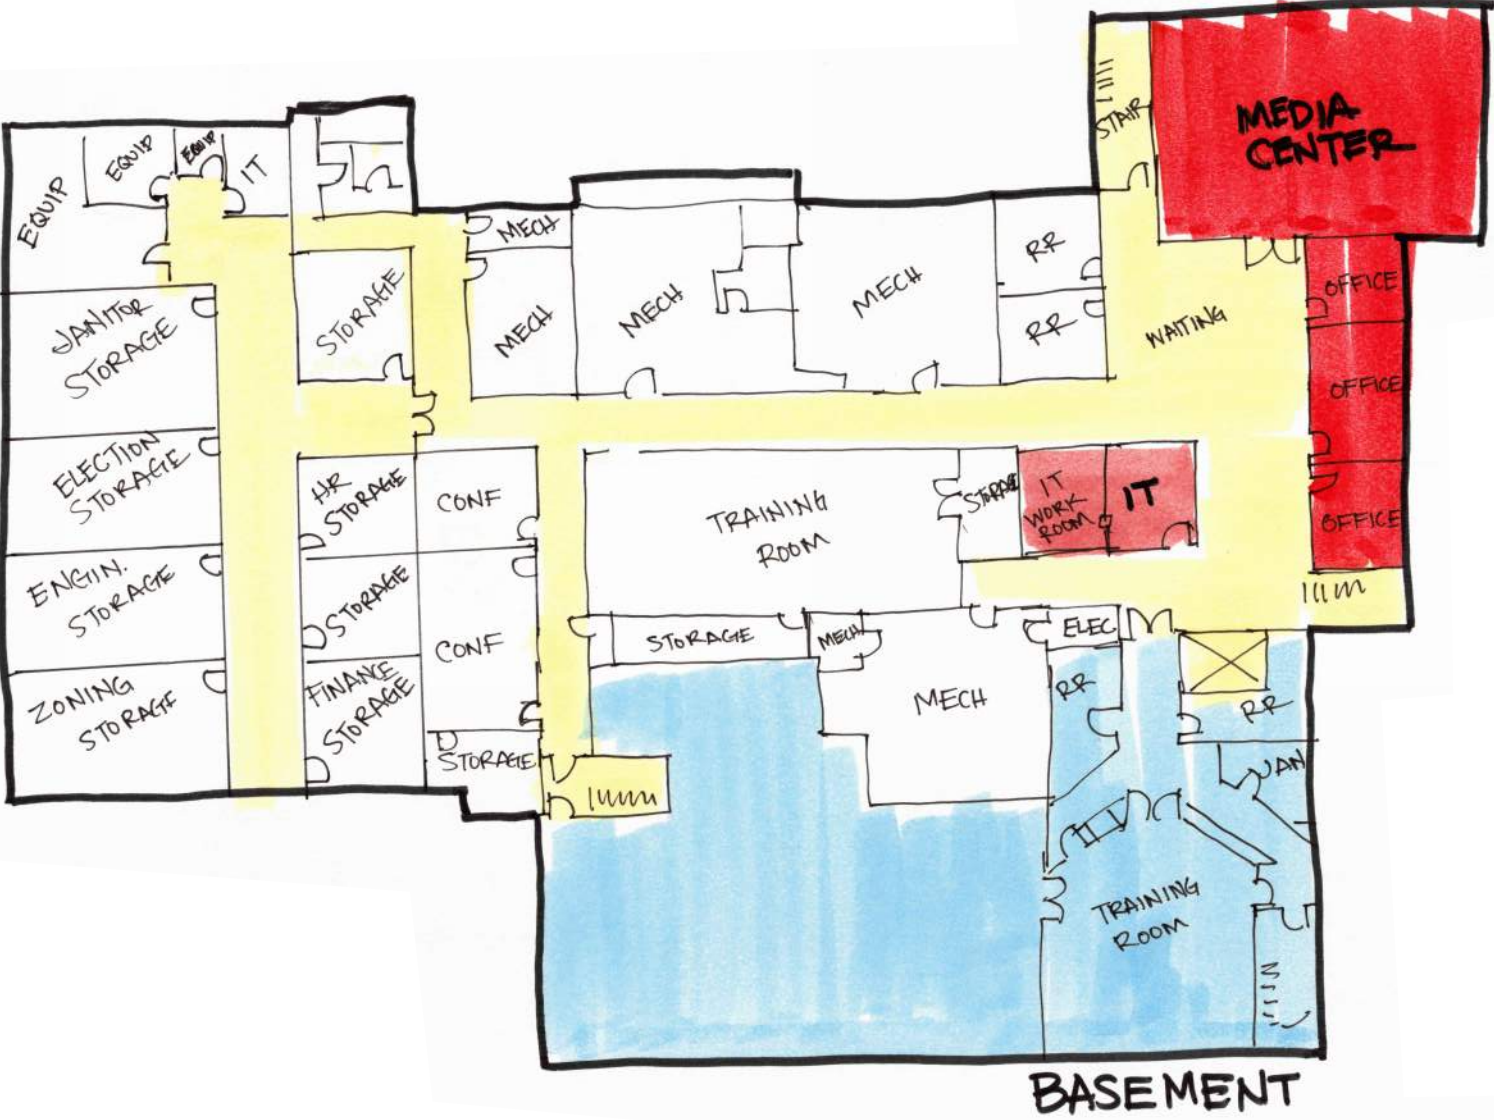 MEDIA
CENTER
STAIR
EQUIP
EQUIP
EQUIP
IT
MECH
MECH
MECH
MECH
RR
RR
WAITING
OFFICE
OFFICE
OFFICE
JANITOR
STORAGE
STORAGE
ELECTION
STORAGE
HR
STORAGE
CONF
TRAINING
ROOM
STORAGE
IT
WORK
ROOM
IT
ENGIN.
STORAGE
STORAGE
CONF
STORAGE
MECH
ELEC
ZONING
STORAGE
FINANCE
STORAGE
STORAGE
MECH
RR
RR
JAN
TRAINING
ROOM
BASEMENT